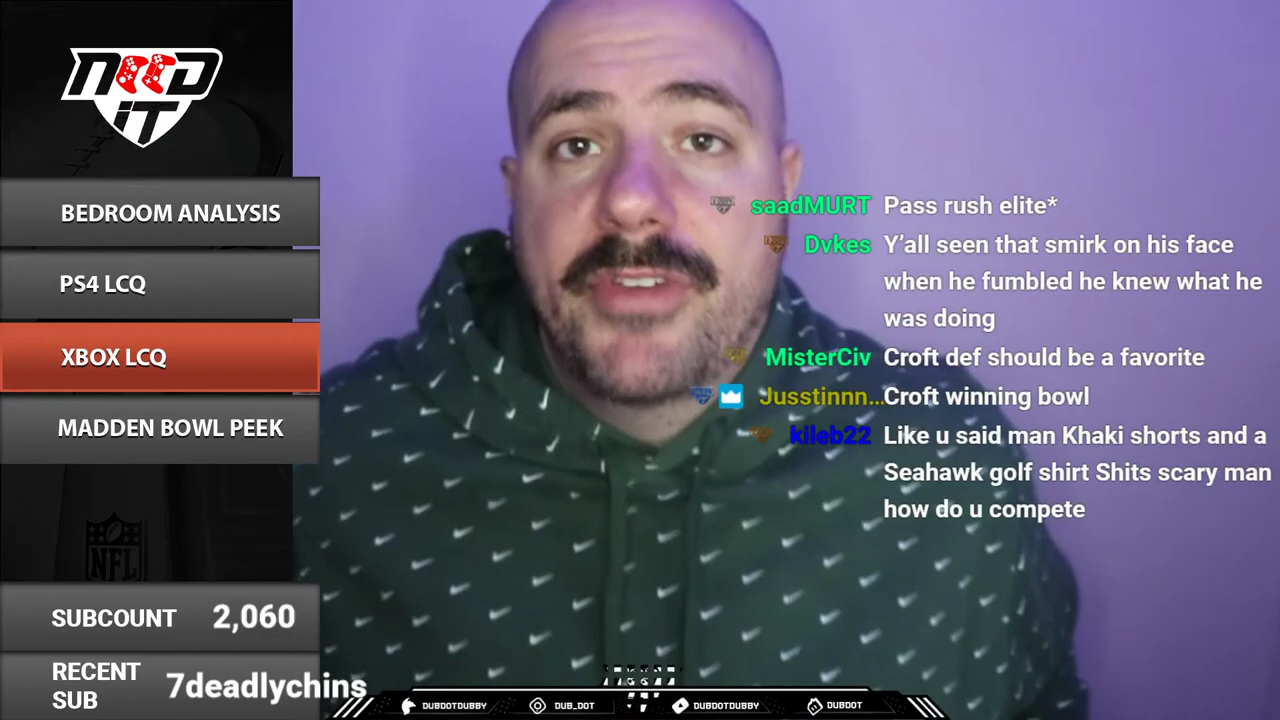 NEED
iT
BEDROOM ANALYSIS
PS4 LCQ
XBOX LCQ
MADDEN BOWL PEEK
NFL
SUBCOUNT 2,060
RECENT
SUB
7deadlychins
saadMURT Pass rush elite*
Dvkes Y'all seen that smirk on his face
when he fumbled he knew what he
was doing
MisterCiv Croft def should be a favorite
Jusstinnn... Croft winning bowl
kileb22 Like u said man Khaki shorts and a
Seahawk golf shirt Shits scary man
how do u compete
DUBDOTDUBBY DUB_DOT DUBDOTDUBBY DUBDOT